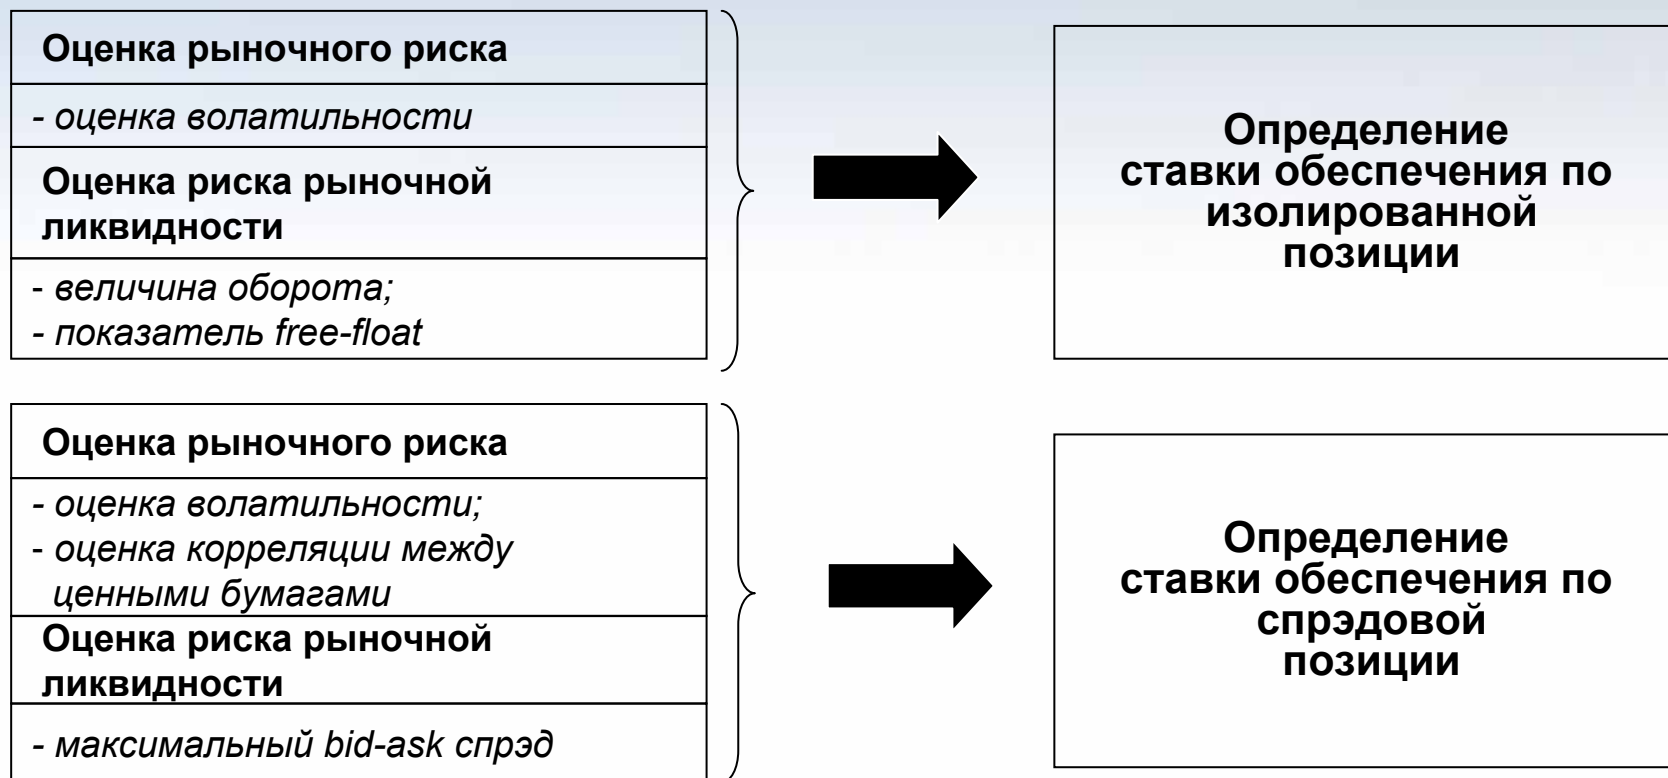 Оценка рыночного риска
- оценка волатильности
Оценка риска рыночной
ликвидности
- величина оборота;
- показатель free-float
Определение
ставки обеспечения по
изолированной
позиции
Оценка рыночного риска
- оценка волатильности;
- оценка корреляции между
ценными бумагами
Оценка риска рыночной
ликвидности
- максимальный bid-ask спрэд
Определение
ставки обеспечения по
спрэдовой
позиции